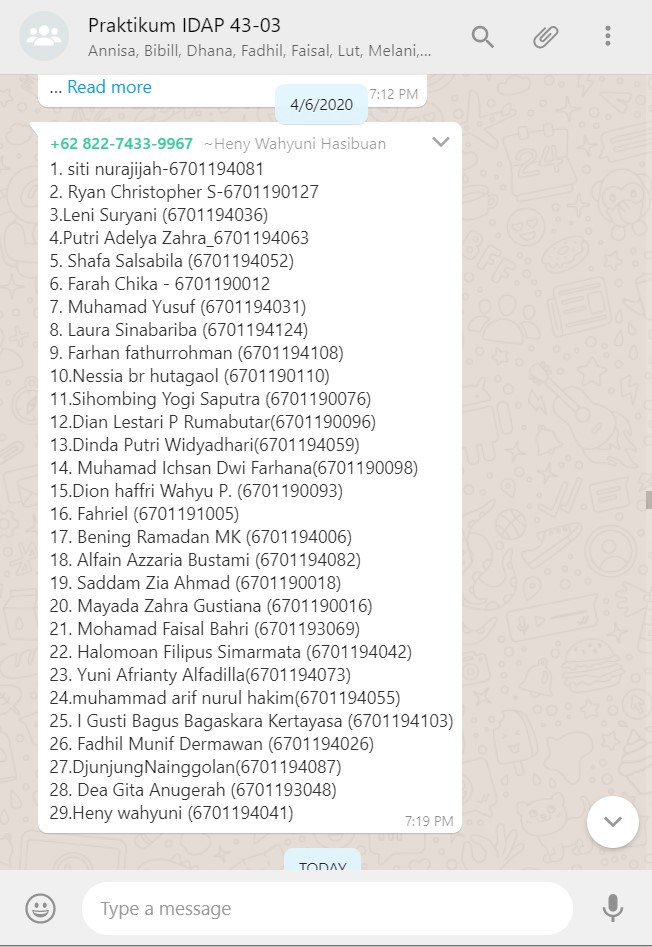 Praktikum IDAP 43-03
Annisa, Bibill, Dhana, Fadhil, Faisal, Lut, Melani,...
... Read more
7:12 PM
4/6/2020
+62 822-7433-9967 ~Heny Wahyuni Hasibuan
1. siti nurajijah-6701194081
2. Ryan Christopher S-6701190127
3.Leni Suryani (6701194036)
4.Putri Adelya Zahra_6701194063
5. Shafa Salsabila (6701194052)
6. Farah Chika - 6701190012
7. Muhamad Yusuf (6701194031)
8. Laura Sinabariba (6701194124)
9. Farhan fathurrohman (6701194108)
10.Nessia br hutagaol (6701190110)
11.Sihombing Yogi Saputra (6701190076)
12.Dian Lestari P Rumabutar(6701190096)
13.Dinda Putri Widyadhari(6701194059)
14. Muhamad Ichsan Dwi Farhana(6701190098)
15.Dion haffri Wahyu P. (6701190093)
16. Fahriel (6701191005)
17. Bening Ramadan MK (6701194006)
18. Alfain Azzaria Bustami (6701194082)
19. Saddam Zia Ahmad (6701190018)
20. Mayada Zahra Gustiana (6701190016)
21. Mohamad Faisal Bahri (6701193069)
22. Halomoan Filipus Simarmata (6701194042)
23. Yuni Afrianty Alfadilla(6701194073)
24.muhammad arif nurul hakim(6701194055)
25. I Gusti Bagus Bagaskara Kertayasa (6701194103)
26. Fadhil Munif Dermawan (6701194026)
27.DjunjungNainggolan(6701194087)
28. Dea Gita Anugerah (6701193048)
29.Heny wahyuni (6701194041)
7:19 PM
TODAY
Type a message